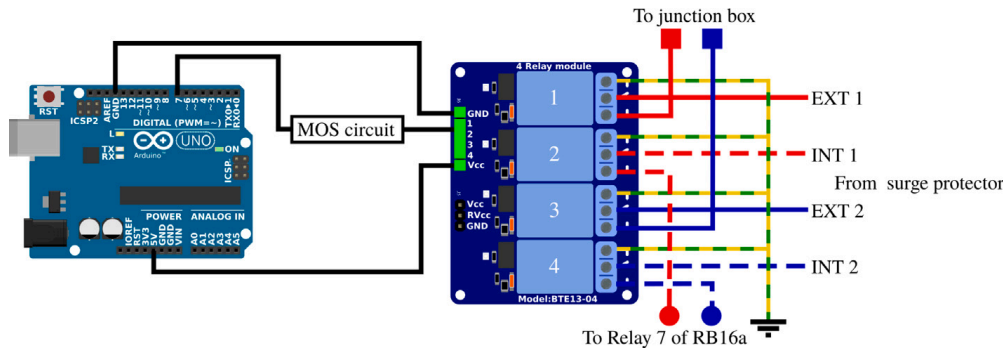 To junction box
4 Relay module
1
2
3
4
GND
1
2
3
4
Vcc
Vcc
RVcc
GND
Model:BTE13-04
EXT 1
INT 1
From surge protector
EXT 2
INT 2
To Relay 7 of RB16a
MOS circuit
RST
ICSP2
AREF
GND
13
12
~11
~10
~9
8
7
~6
~5
4
~3
2
TX0
RX0
DIGITAL (PWM=~)
L
TX
RX
Arduino
UNO
ON
ICSP
POWER
ANALOG IN
IOREF
RST
3V3
5V
GND
GND
VIN
A0
A1
A2
A3
A4
A5